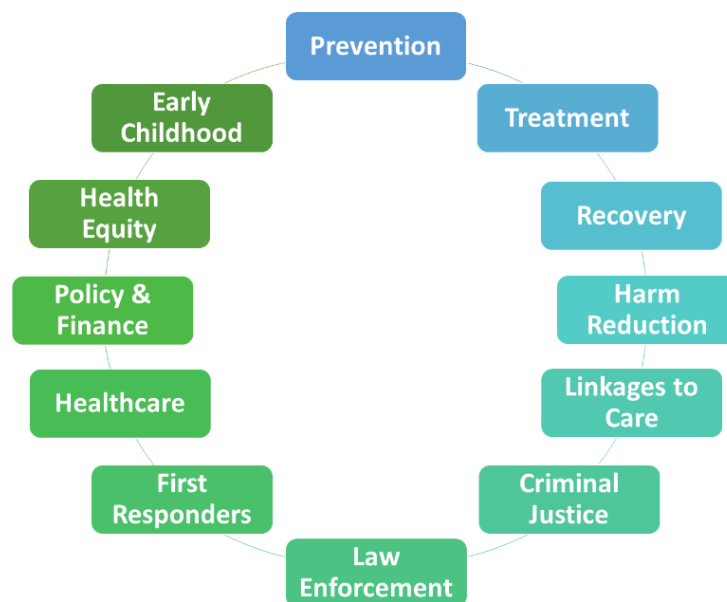 Prevention
Treatment
Recovery
Harm
Reduction
Linkages to
Care
Criminal
Justice
Law
Enforcement
First
Responders
Healthcare
Policy &
Finance
Health
Equity
Early
Childhood